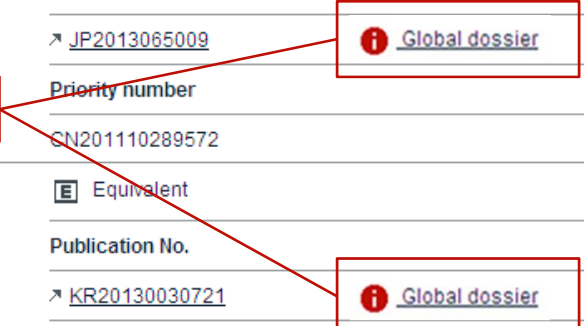 JP2013065009 Global dossier
Priority number
CN201110289572
E Equivalent
Publication No.
KR20130030721 Global dossier